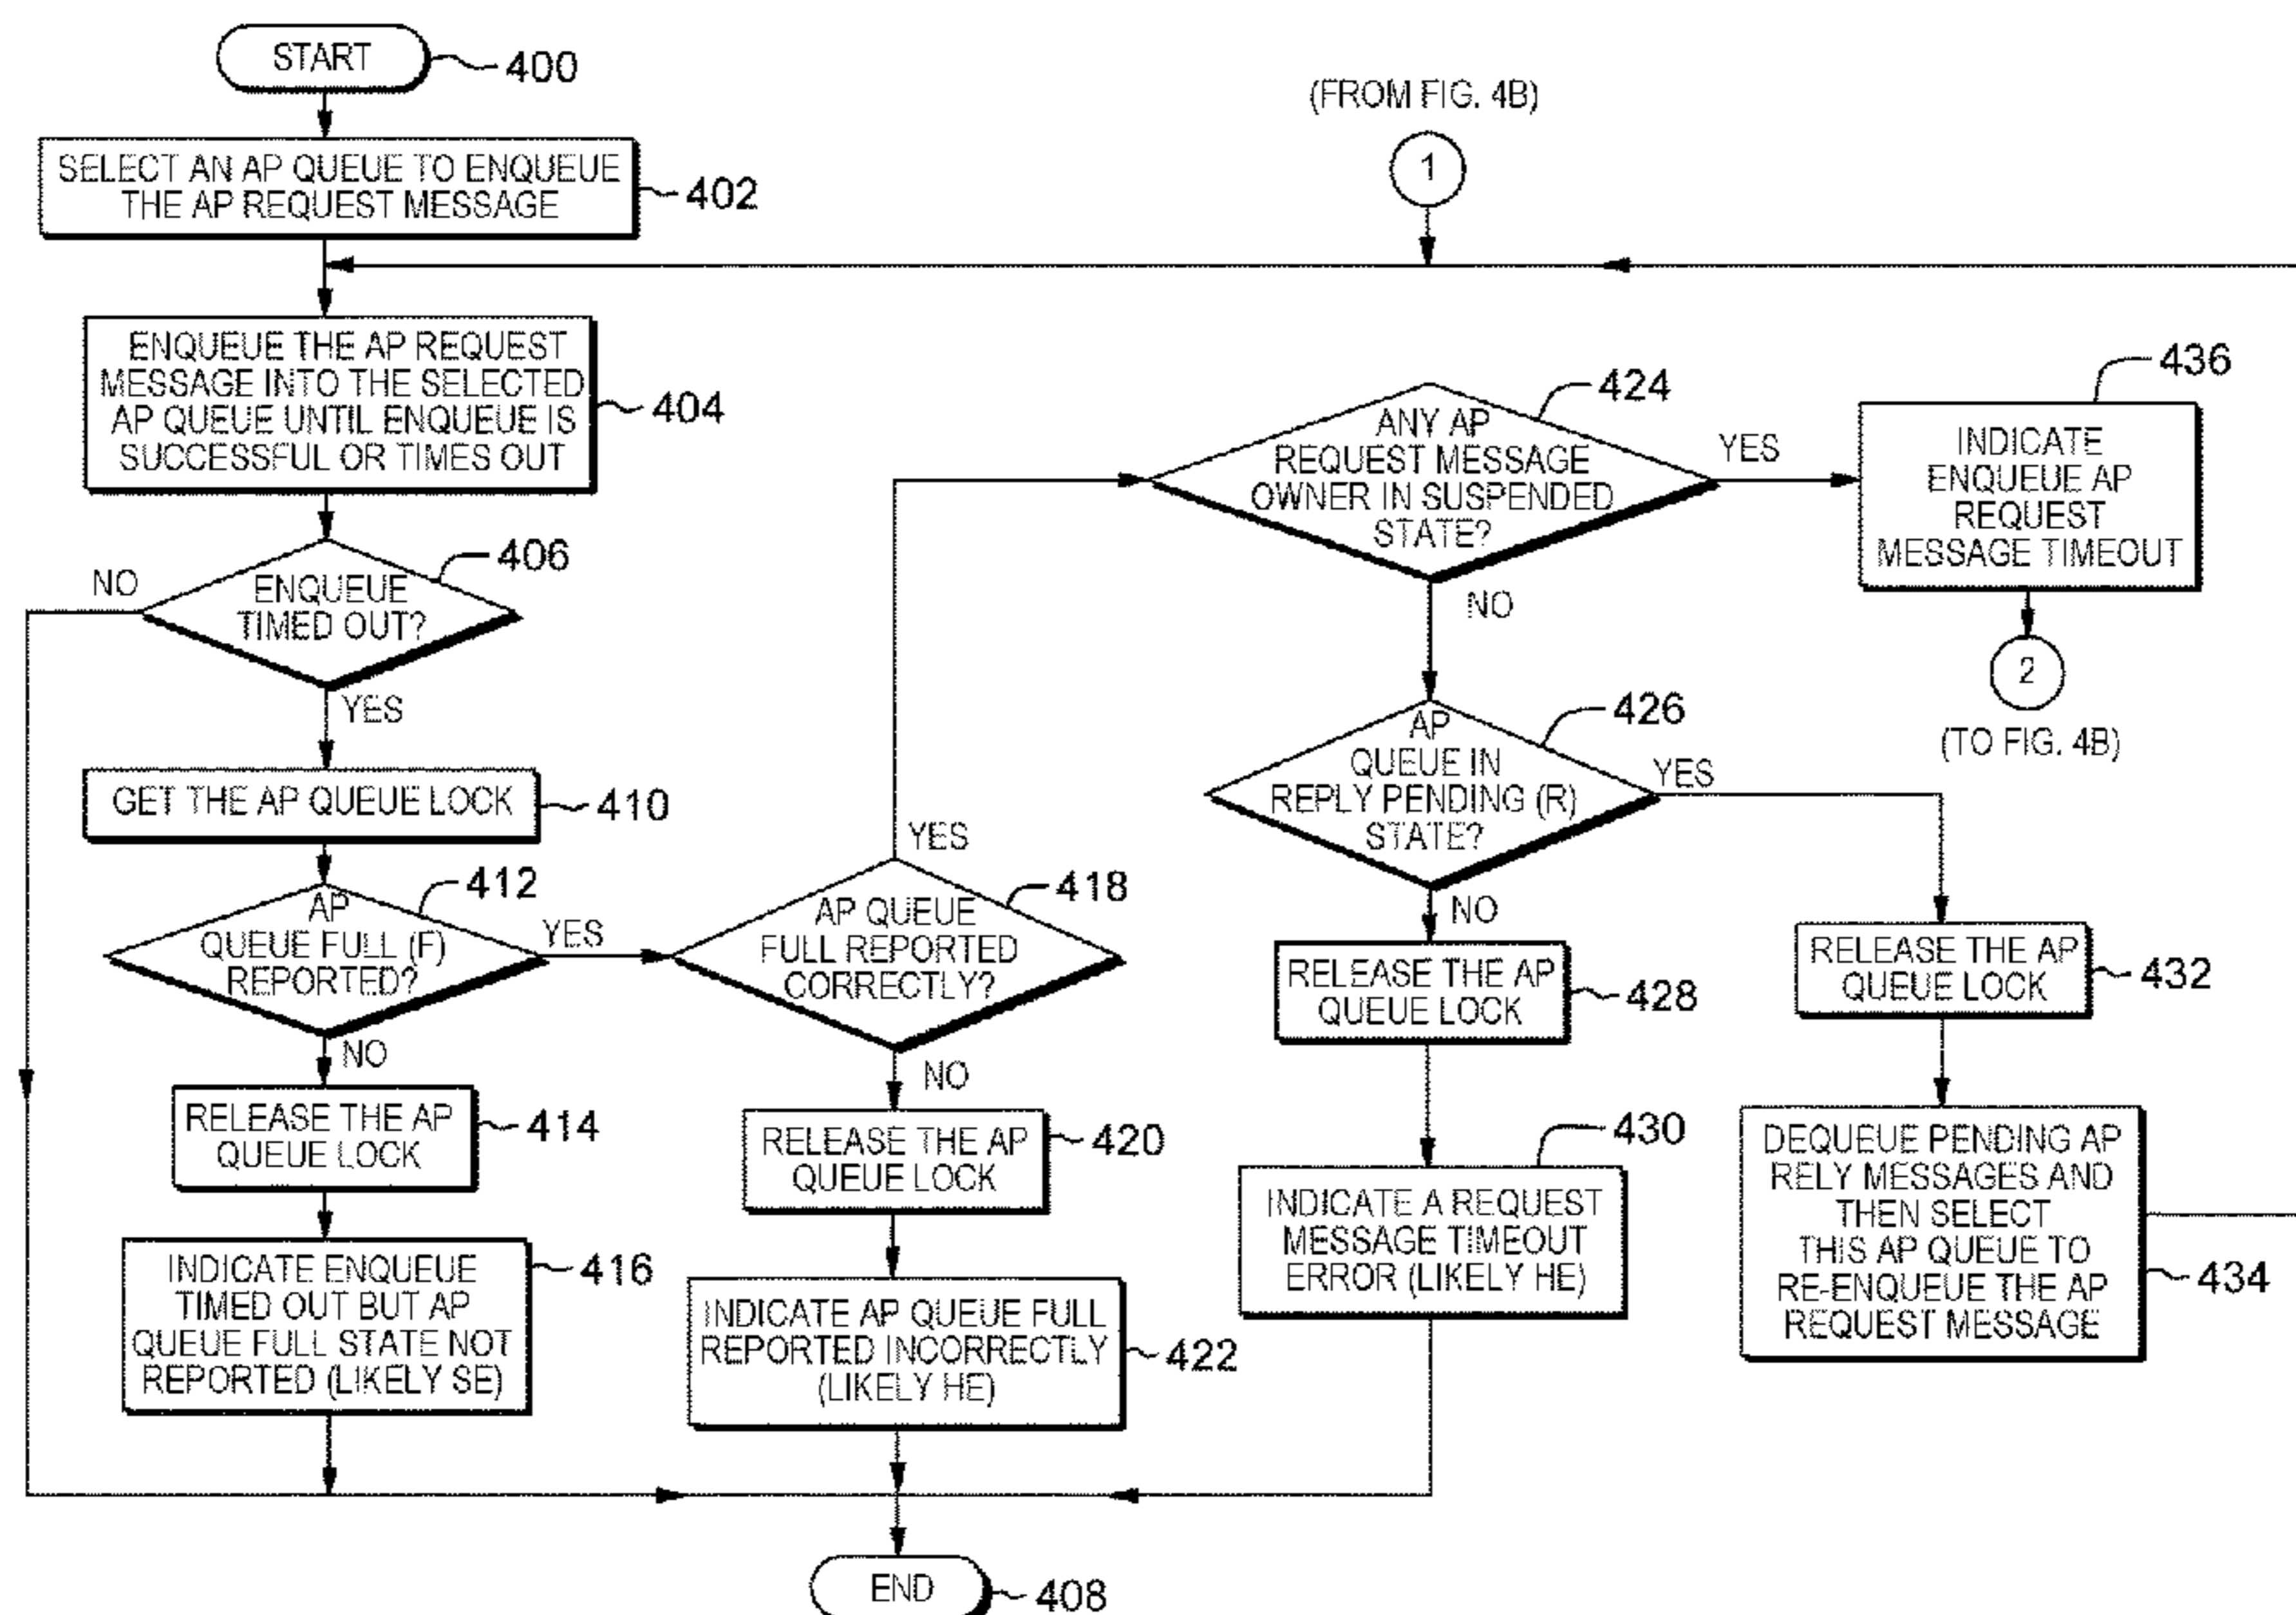 START
400
SELECT AN AP QUEUE TO ENQUEUE
THE AP REQUEST MESSAGE
402
(FROM FIG. 4B)
1
ENQUEUE THE AP REQUEST
MESSAGE INTO THE SELECTED
AP QUEUE UNTIL ENQUEUE IS
SUCCESSFUL OR TIMES OUT
404
ENQUEUE
TIMED OUT?
406
NO
YES
GET THE AP QUEUE LOCK
410
AP
QUEUE FULL (F)
REPORTED?
412
YES
NO
RELEASE THE AP
QUEUE LOCK
414
INDICATE ENQUEUE
TIMED OUT BUT AP
QUEUE FULL STATE NOT
REPORTED (LIKELY SE)
416
AP QUEUE
FULL REPORTED
CORRECTLY?
418
YES
NO
RELEASE THE AP
QUEUE LOCK
420
INDICATE AP QUEUE FULL
REPORTED INCORRECTLY
(LIKELY HE)
422
ANY AP
REQUEST MESSAGE
OWNER IN SUSPENDED
STATE?
424
YES
NO
AP
QUEUE IN
REPLY PENDING (R)
STATE?
426
YES
NO
RELEASE THE AP
QUEUE LOCK
428
INDICATE A REQUEST
MESSAGE TIMEOUT
ERROR (LIKELY HE)
430
RELEASE THE AP
QUEUE LOCK
432
DEQUEUE PENDING AP
RELY MESSAGES AND
THEN SELECT
THIS AP QUEUE TO
RE-ENQUEUE THE AP
REQUEST MESSAGE
434
436
INDICATE
ENQUEUE AP
REQUEST
MESSAGE TIMEOUT
2
(TO FIG. 4B)
END
408